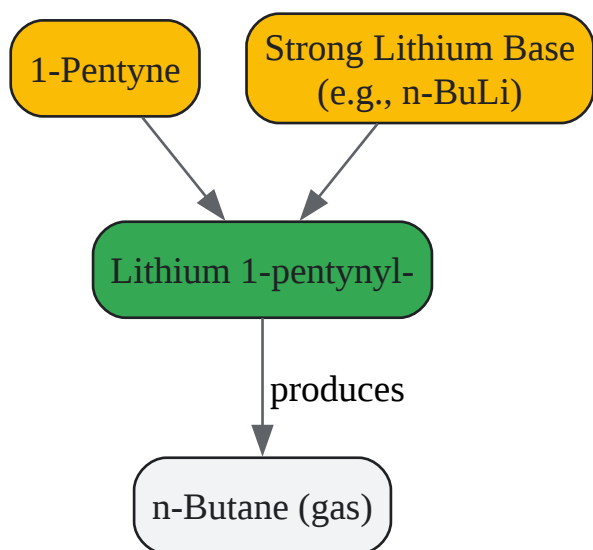 1-Pentyne
Strong Lithium Base
(e.g., n-BuLi)
Lithium 1-pentynyl-
produces
n-Butane (gas)